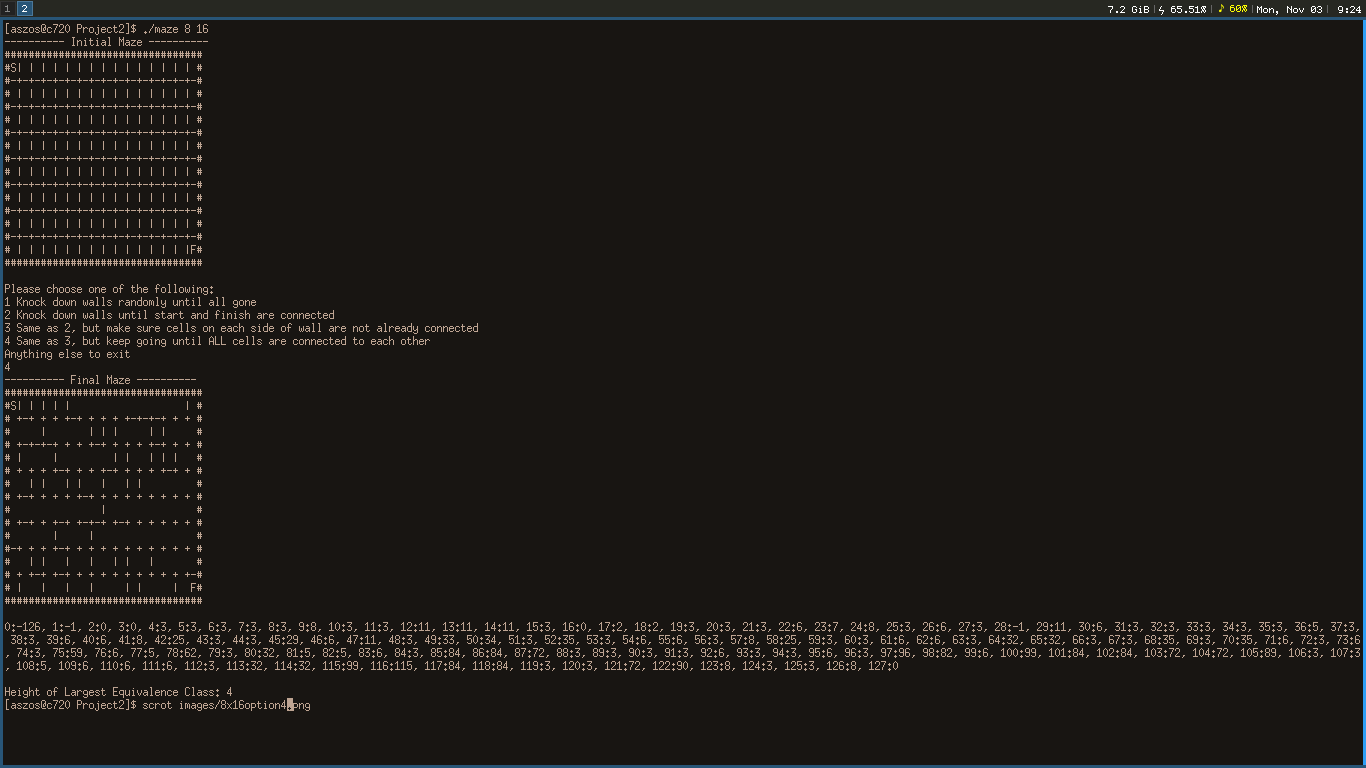 1 2 7.2 GiB | 65.51% | 60% | Mon, Nov 03 | 9:24
[aszos@c720 Project2]$ ./maze 8 16
---------- Initial Maze ----------
#################################
#S| | | | | | | | | | | | | | | #
#-+-+-+-+-+-+-+-+-+-+-+-+-+-+-+-#
# | | | | | | | | | | | | | | | #
#-+-+-+-+-+-+-+-+-+-+-+-+-+-+-+-#
# | | | | | | | | | | | | | | | #
#-+-+-+-+-+-+-+-+-+-+-+-+-+-+-+-#
# | | | | | | | | | | | | | | | #
#-+-+-+-+-+-+-+-+-+-+-+-+-+-+-+-#
# | | | | | | | | | | | | | | | #
#-+-+-+-+-+-+-+-+-+-+-+-+-+-+-+-#
# | | | | | | | | | | | | | | | #
#-+-+-+-+-+-+-+-+-+-+-+-+-+-+-+-#
# | | | | | | | | | | | | | | | #
#-+-+-+-+-+-+-+-+-+-+-+-+-+-+-+-#
# | | | | | | | | | | | | | | |F#
#################################
Please choose one of the following:
1 Knock down walls randomly until all gone
2 Knock down walls until start and finish are connected
3 Same as 2, but make sure cells on each side of wall are not already connected
4 Same as 3, but keep going until ALL cells are connected to each other
Anything else to exit
4
---------- Final Maze ----------
#################################
#S| | | | |                   | #
# +-+ + + +-+ + + + +-+-+-+ + + #
#     |       | | |     | |     #
# +-+-+-+ + + +-+ + + + +-+ + + #
# |     |         | |   | | |   #
# + + + +-+ + + +-+ + + + +-+ + #
#   | |   | |   |   | |         #
# +-+ + + + +-+ + + + + + + + + #
#               |               #
# +-+ + +-+ +-+-+ +-+ + + + + + #
#       |     |                 #
#-+ + + +-+ + + + + + + + + + + #
#   | |   |   |   | |   |       #
# + +-+ +-+ + + + + + + + + + +-#
# |   |   |   |     | |     |  F#
#################################
0:-126, 1:-1, 2:0, 3:0, 4:3, 5:3, 6:3, 7:3, 8:3, 9:8, 10:3, 11:3, 12:11, 13:11, 14:11, 15:3, 16:0, 17:2, 18:2, 19:3, 20:3, 21:3, 22:6, 23:7, 24:8, 25:3, 26:6, 27:3, 28:-1, 29:11, 30:6, 31:3, 32:3, 33:3, 34:3, 35:3, 36:5, 37:3,
38:3, 39:6, 40:6, 41:8, 42:25, 43:3, 44:3, 45:29, 46:6, 47:11, 48:3, 49:33, 50:34, 51:3, 52:35, 53:3, 54:6, 55:6, 56:3, 57:8, 58:25, 59:3, 60:3, 61:6, 62:6, 63:3, 64:32, 65:32, 66:3, 67:3, 68:6, 69:3, 70:35, 71:6, 72:3, 73:6
, 74:3, 75:59, 76:6, 77:5, 78:62, 79:3, 80:32, 81:5, 82:5, 83:6, 84:3, 85:84, 86:84, 87:72, 88:3, 89:3, 90:3, 91:3, 92:6, 93:3, 94:3, 95:6, 96:3, 97:96, 98:82, 99:6, 100:99, 101:84, 102:84, 103:72, 104:72, 105:89, 106:3, 107:3
, 108:5, 109:6, 110:6, 111:6, 112:3, 113:32, 114:32, 115:99, 116:115, 117:84, 118:84, 119:3, 120:3, 121:72, 122:90, 123:8, 124:3, 125:3, 126:8, 127:0
Height of Largest Equivalence Class: 4
[aszos@c720 Project2]$ scrot images/8x16option4.png